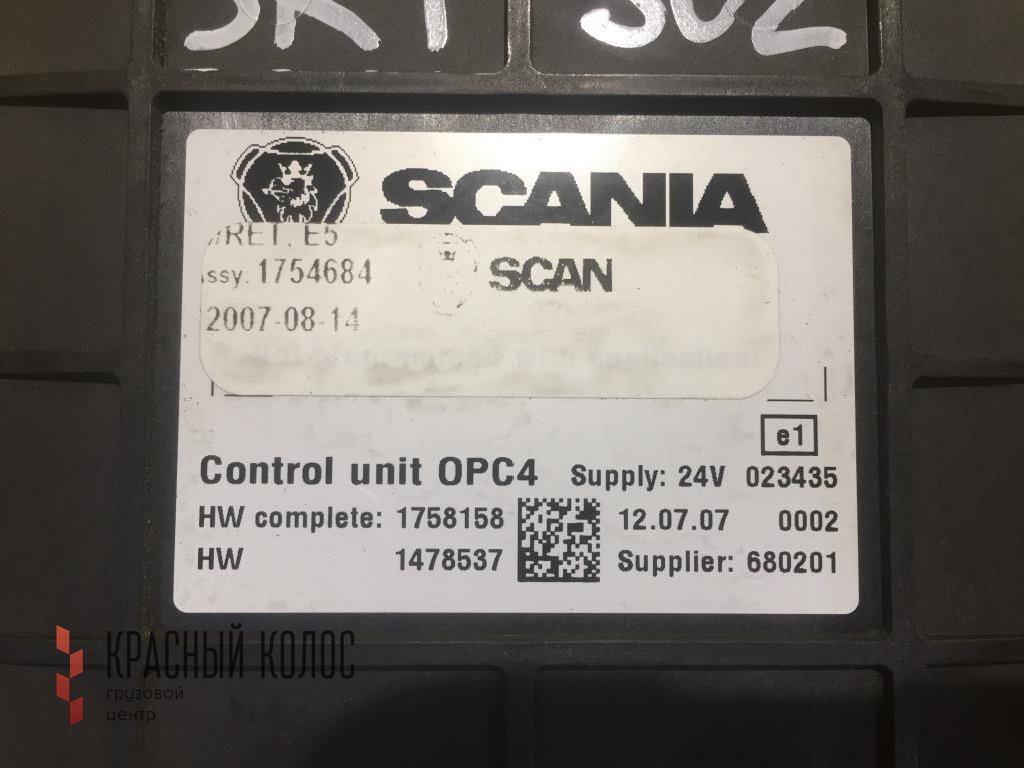 SCANIA
RET, E5
ssy. 1754684
SCAN
2007-08-14
e1
Control unit OPC4 Supply: 24V 023435
HW complete: 1758158 12.07.07 0002
HW 1478537 Supplier: 680201
КРАСНЫЙ КОЛОС
грузовой
центр